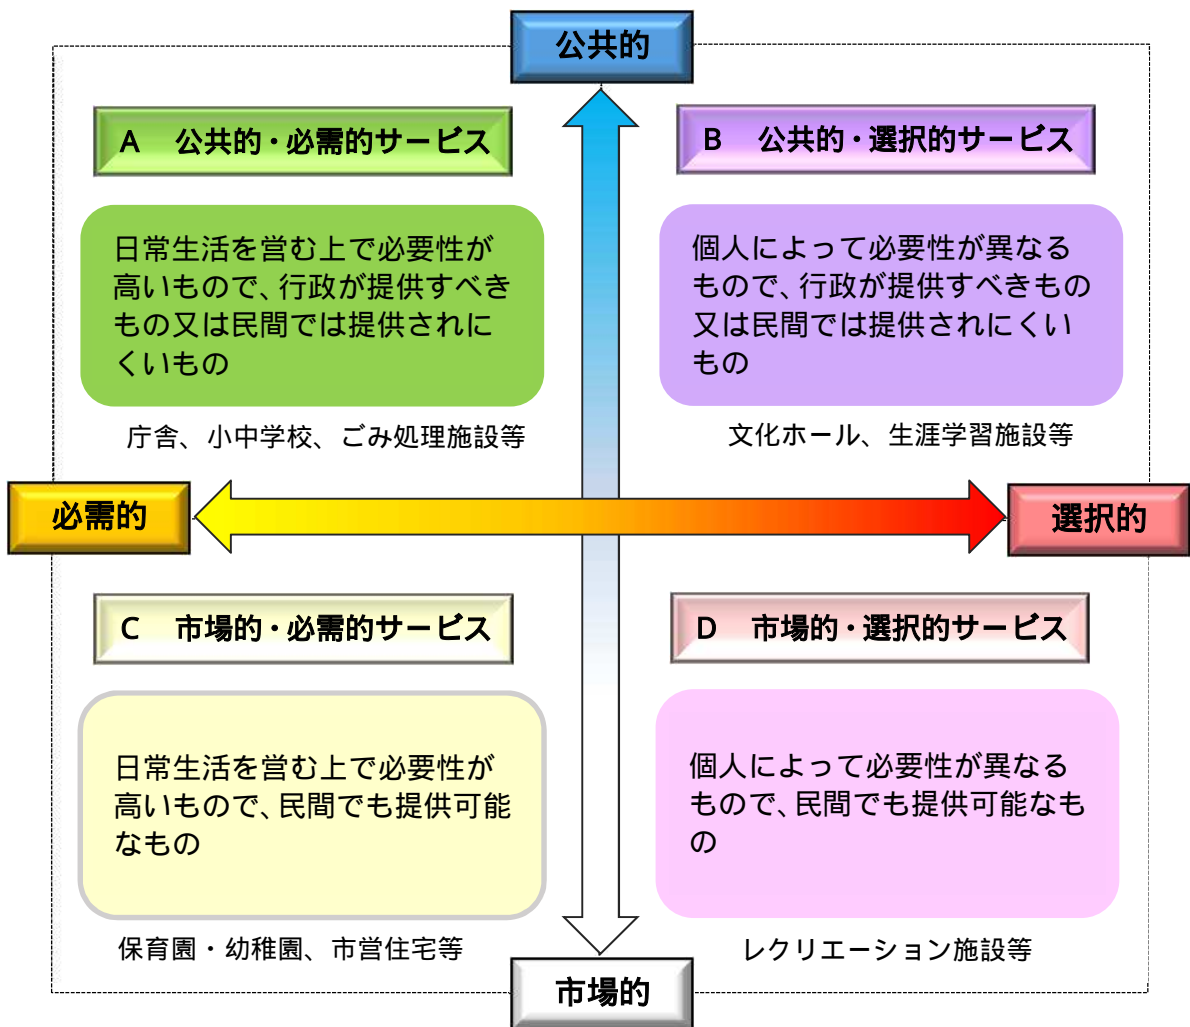 公共的
A 公共的・必需的サービス
日常生活を営む上で必要性が
高いもので、行政が提供すべき
もの又は民間では提供されに
くいもの
庁舎、小中学校、ごみ処理施設等
B 公共的・選択的サービス
個人によって必要性が異なる
もので、行政が提供すべきもの
又は民間では提供されにくい
もの
文化ホール、生涯学習施設等
必需的
選択的
C 市場的・必需的サービス
日常生活を営む上で必要性が
高いもので、民間でも提供可能
なもの
保育園・幼稚園、市営住宅等
D 市場的・選択的サービス
個人によって必要性が異なる
もので、民間でも提供可能なも
の
レクリエーション施設等
市場的